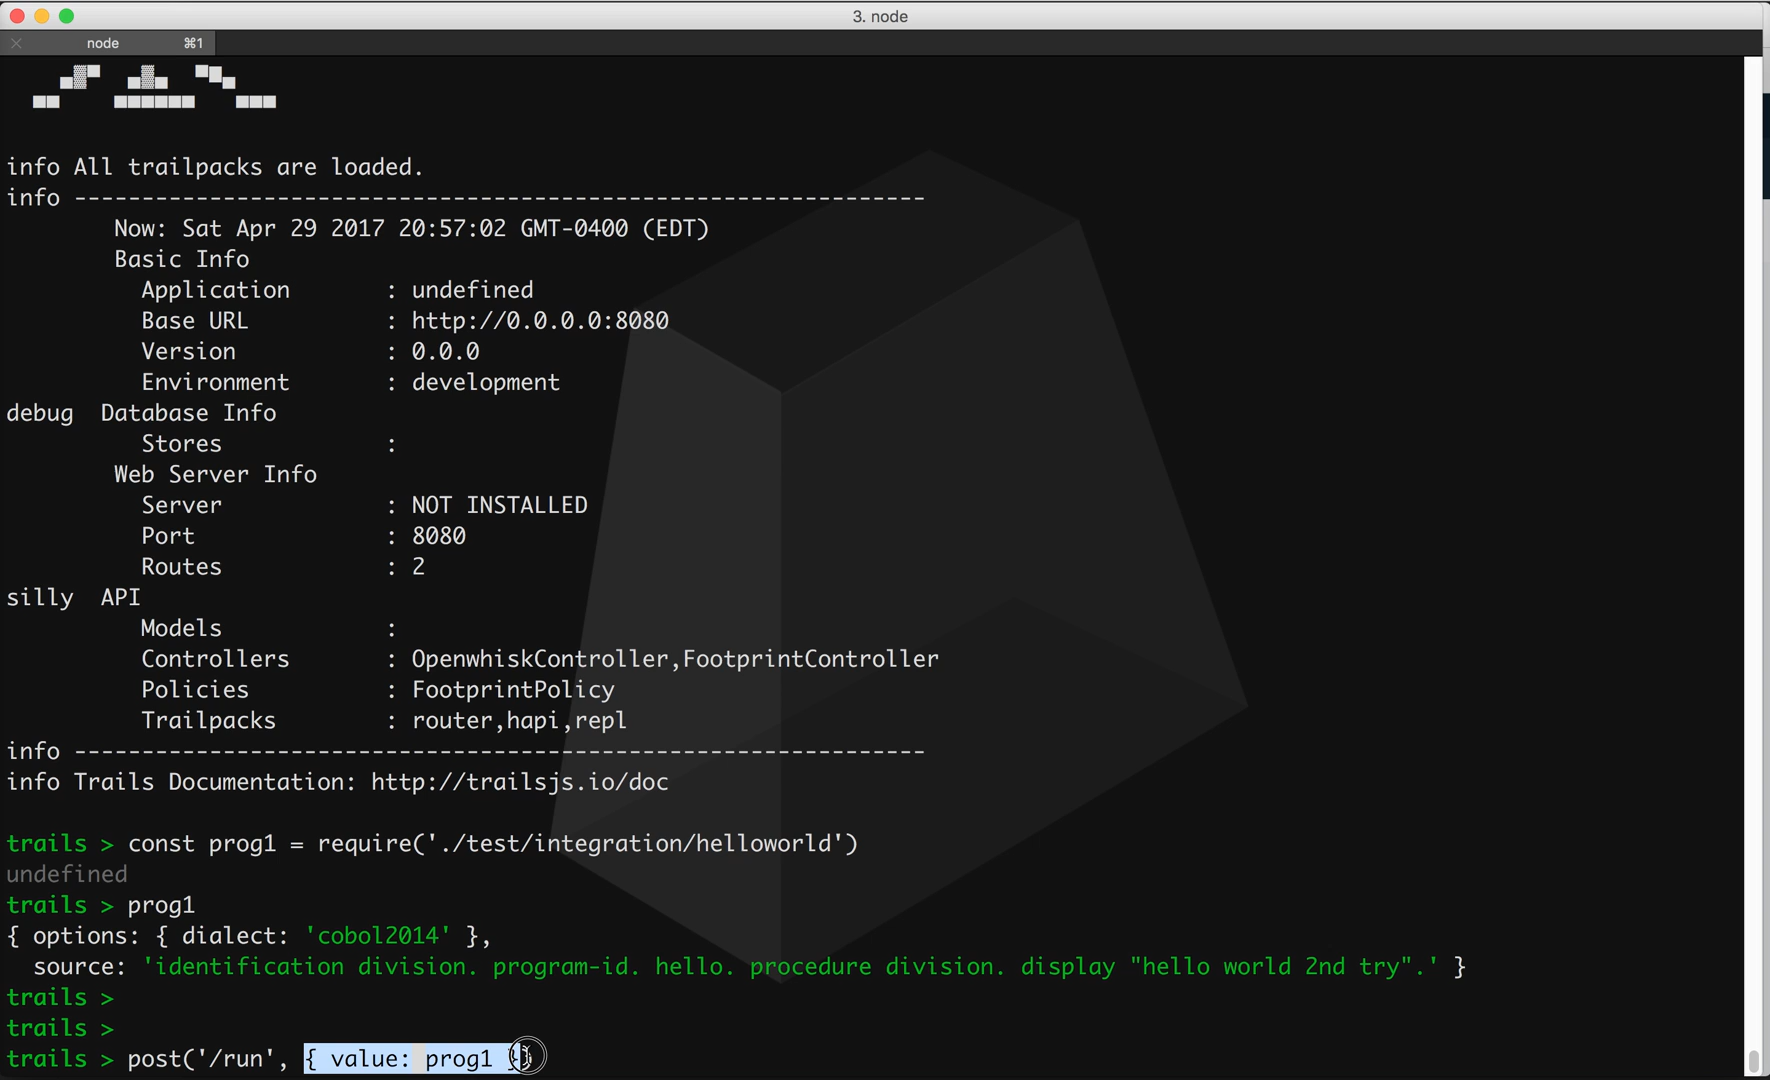 3. node
node ⌘1
info All trailpacks are loaded.
info ---------------------------------------------------------------
Now: Sat Apr 29 2017 20:57:02 GMT-0400 (EDT)
Basic Info
Application : undefined
Base URL : http://0.0.0.0:8080
Version : 0.0.0
Environment : development
debug Database Info
Stores :
Web Server Info
Server : NOT INSTALLED
Port : 8080
Routes : 2
silly API
Models :
Controllers : OpenwhiskController,FootprintController
Policies : FootprintPolicy
Trailpacks : router,hapi,repl
info ---------------------------------------------------------------
info Trails Documentation: http://trailsjs.io/doc
trails > const prog1 = require('./test/integration/helloworld')
undefined
trails > prog1
{ options: { dialect: 'cobol2014' },
source: 'identification division. program-id. hello. procedure division. display "hello world 2nd try".' }
trails >
trails >
trails > post('/run', { value: prog1 })